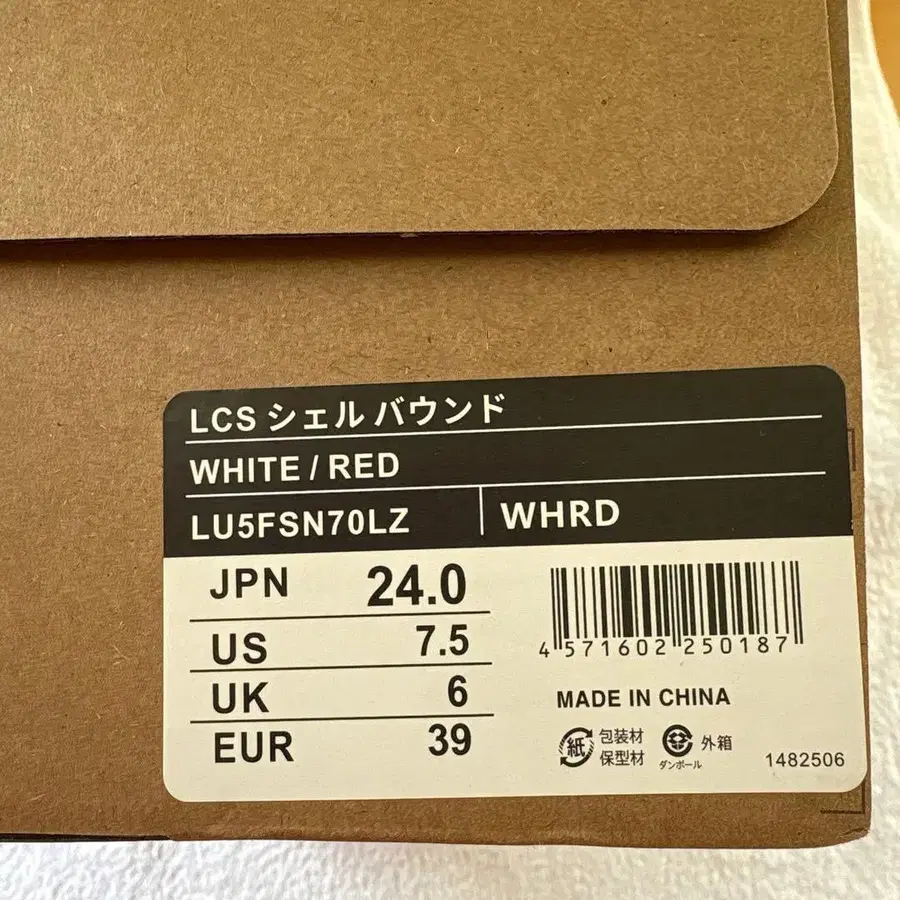 LCS シェル バウンド
WHITE / RED
LU5FSN70LZ WHRD
JPN 24.0
US 7.5
UK 6
EUR 39
4 571602 250187
MADE IN CHINA
紙 包装材
保型材
ダンボール 外箱
1482506